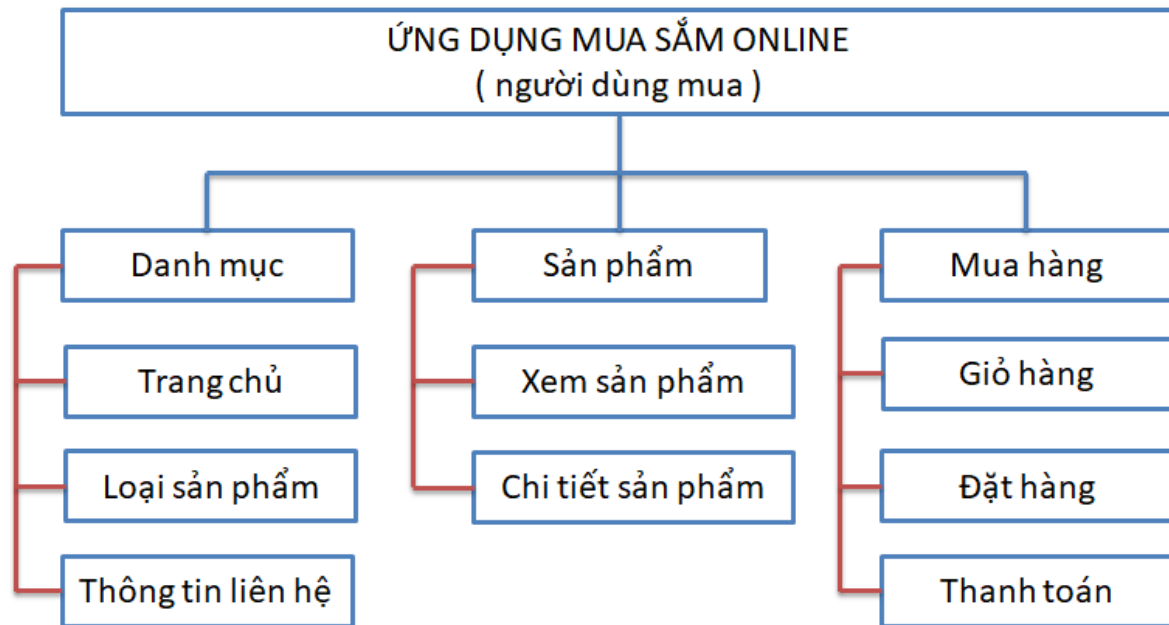 ỨNG DỤNG MUA SẮM ONLINE
( người dùng mua )
Danh mục
Trang chủ
Loại sản phẩm
Thông tin liên hệ
Sản phẩm
Xem sản phẩm
Chi tiết sản phẩm
Mua hàng
Giỏ hàng
Đặt hàng
Thanh toán